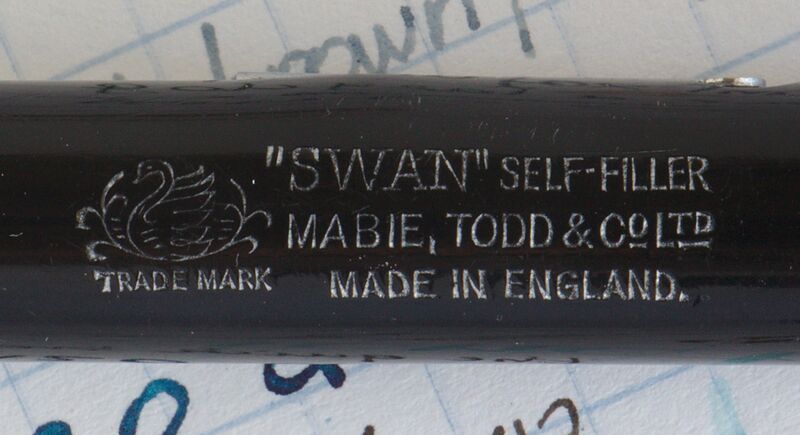 "SWAN" SELF-FILLER
MABIE, TODD & Co LTD
MADE IN ENGLAND.
TRADE MARK